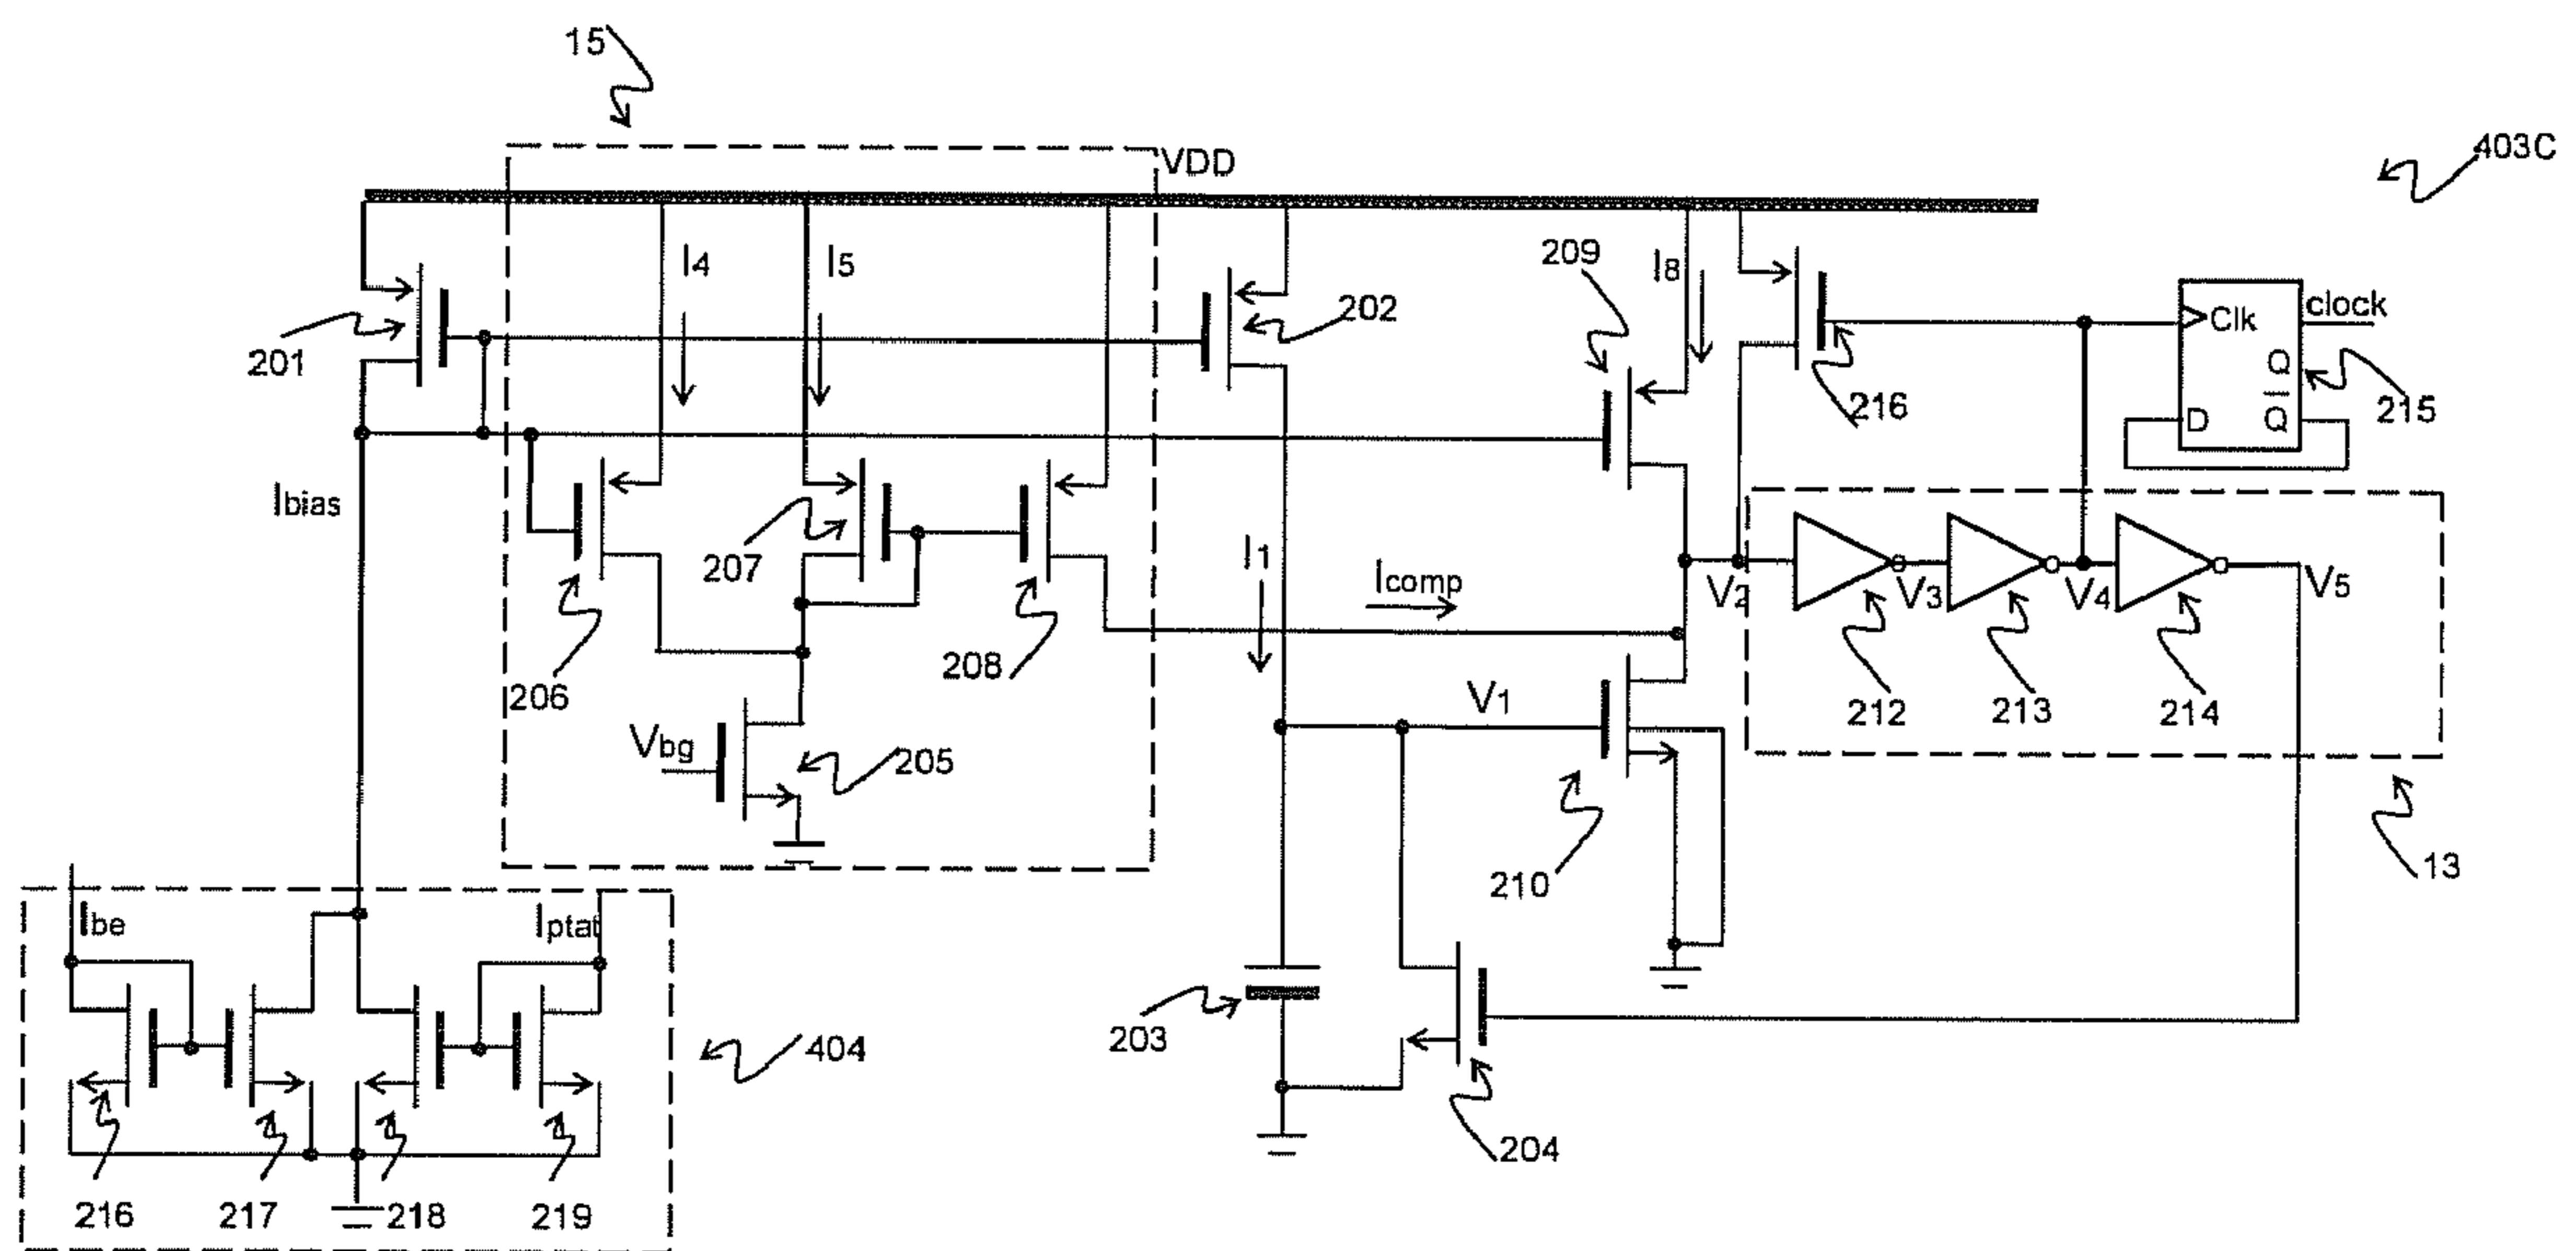 15
VDD
403C
I4
I5
209
I8
201
202
clock
Clk
Q
D
Q
216
215
Ibias
207
I1
Icomp
V2
V3
V4
V5
206
208
212
213
214
V1
Vbg
205
210
13
Ibe
Iptat
203
404
204
216
217
218
219